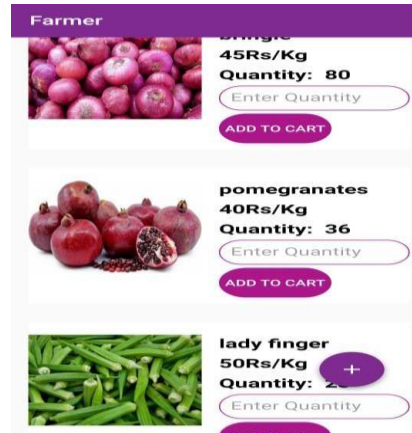 Farmer
45Rs/Kg
Quantity: 80
Enter Quantity
ADD TO CART
pomegranates
40Rs/Kg
Quantity: 36
Enter Quantity
ADD TO CART
lady finger
50Rs/Kg
+
Quantity:
Enter Quantity